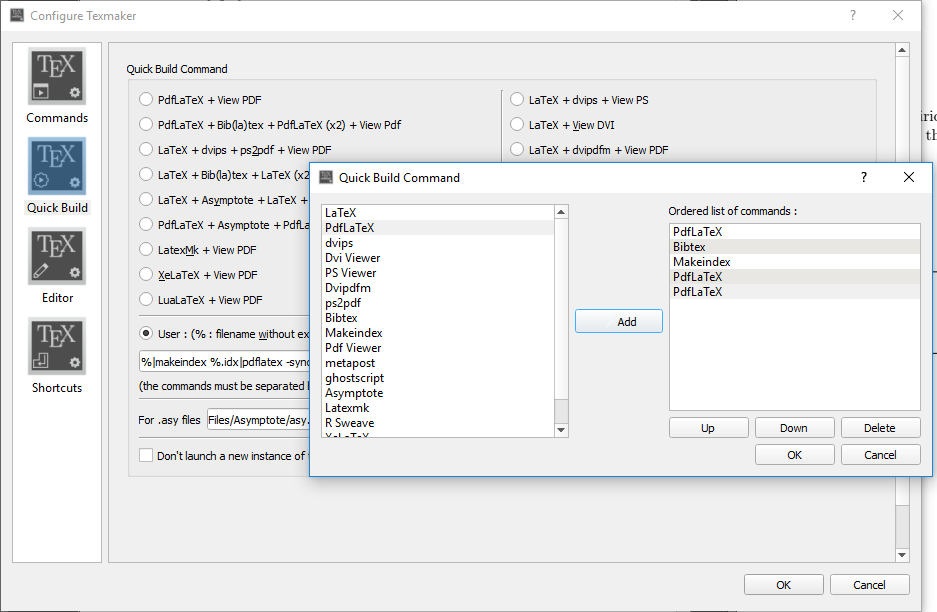 Configure Texmaker
?
TEX
Commands
TEX
Quick Build
TEX
Editor
TEX
Shortcuts
Quick Build Command
PdfLaTeX + View PDF
LaTeX + dvips + View PS
PdfLaTeX + Bib(la)tex + PdfLaTeX (x2) + View Pdf
LaTeX + View DVI
LaTeX + dvips + ps2pdf + View PDF
LaTeX + dvipdfm + View PDF
LaTeX + Bib(la)tex + LaTeX (x2
LaTeX + Asymptote + LaTeX +
PdfLaTeX + Asymptote + PdfLa
LatexMk + View PDF
XeLaTeX + View PDF
LuaLaTeX + View PDF
User : (% : filename without ex
%|makeindex %.idx|pdflatex -sync
(the commands must be separated
For .asy files
Files/Asymptote/asy.
Don't launch a new instance of
Quick Build Command
?
LaTeX
PdfLaTeX
dvips
Dvi Viewer
PS Viewer
Dvipdfm
ps2pdf
Bibtex
Makeindex
Pdf Viewer
metapost
ghostscript
Asymptote
Latexmk
R Sweave
XeLaTeX
Add
Ordered list of commands :
PdfLaTeX
Bibtex
Makeindex
PdfLaTeX
PdfLaTeX
Up
Down
Delete
OK
Cancel
OK
Cancel
th